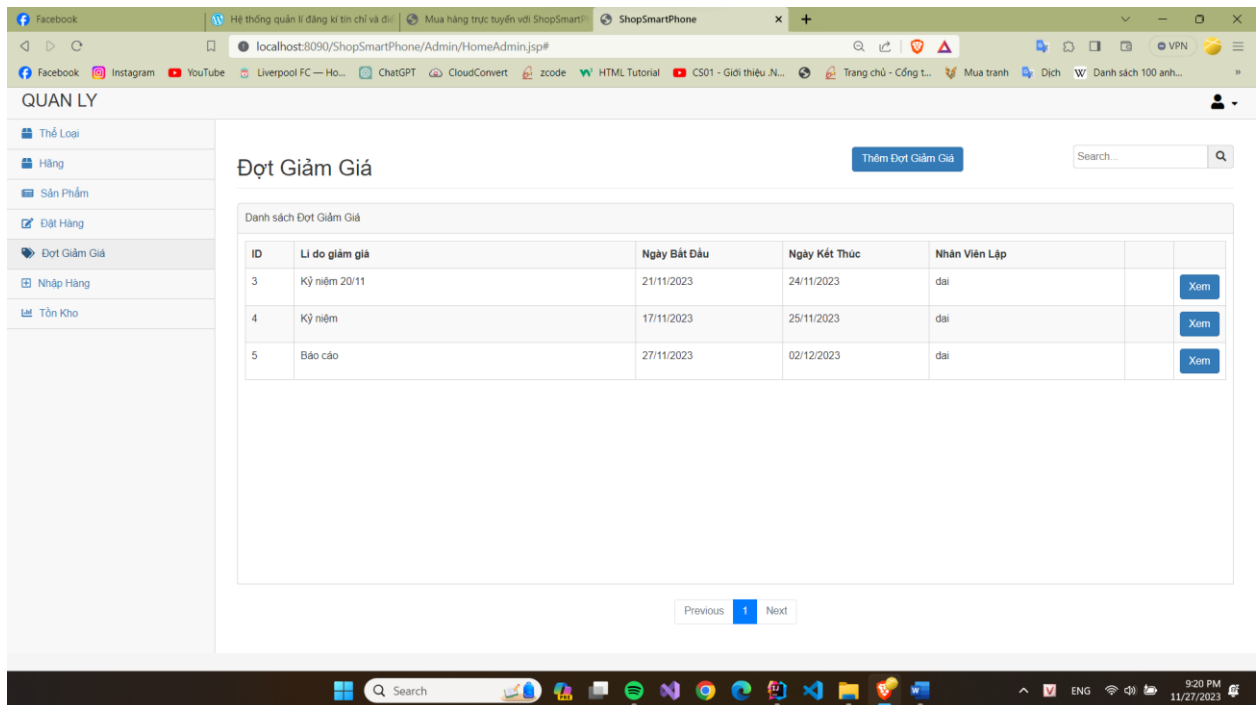 Facebook
Hệ thống quản lí đăng kí tín chỉ và điể
Mua hàng trực tuyến với ShopSmartPh
ShopSmartPhone
localhost:8090/ShopSmartPhone/Admin/HomeAdmin.jsp#
VPN
Facebook Instagram YouTube Liverpool FC — Ho... ChatGPT CloudConvert zcode HTML Tutorial CS01 - Giới thiệu .N... Trang chủ - Cổng t... Mua tranh Dịch Danh sách 100 anh... »
QUAN LY
Thể Loại
Hãng
Sản Phẩm
Đặt Hàng
Đợt Giảm Giá
Nhập Hàng
Tồn Kho
Đợt Giảm Giá
Thêm Đợt Giảm Giá
Search...
Danh sách Đợt Giảm Giá
ID Lí do giảm giá Ngày Bắt Đầu Ngày Kết Thúc Nhân Viên Lập
3 Kỷ niệm 20/11 21/11/2023 24/11/2023 dai Xem
4 Kỷ niệm 17/11/2023 25/11/2023 dai Xem
5 Báo cáo 27/11/2023 02/12/2023 dai Xem
Previous 1 Next
Search
ENG
9:20 PM
11/27/2023